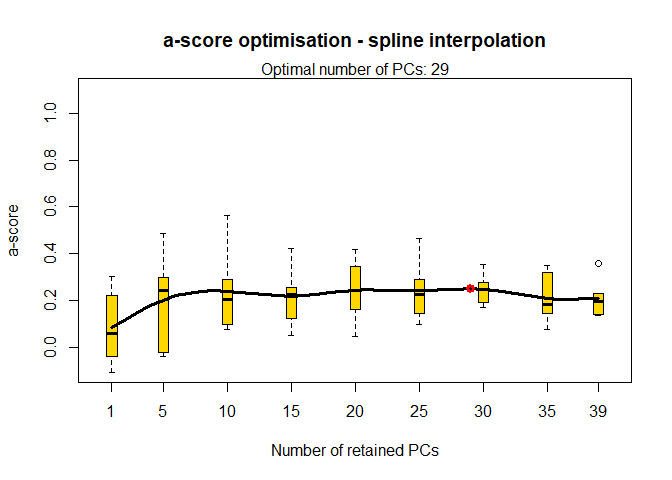 a-score optimisation - spline interpolation
Optimal number of PCs: 29
1.0
0.8
0.6
0.4
0.2
0.0
a-score
1 5 10 15 20 25 30 35 39
Number of retained PCs